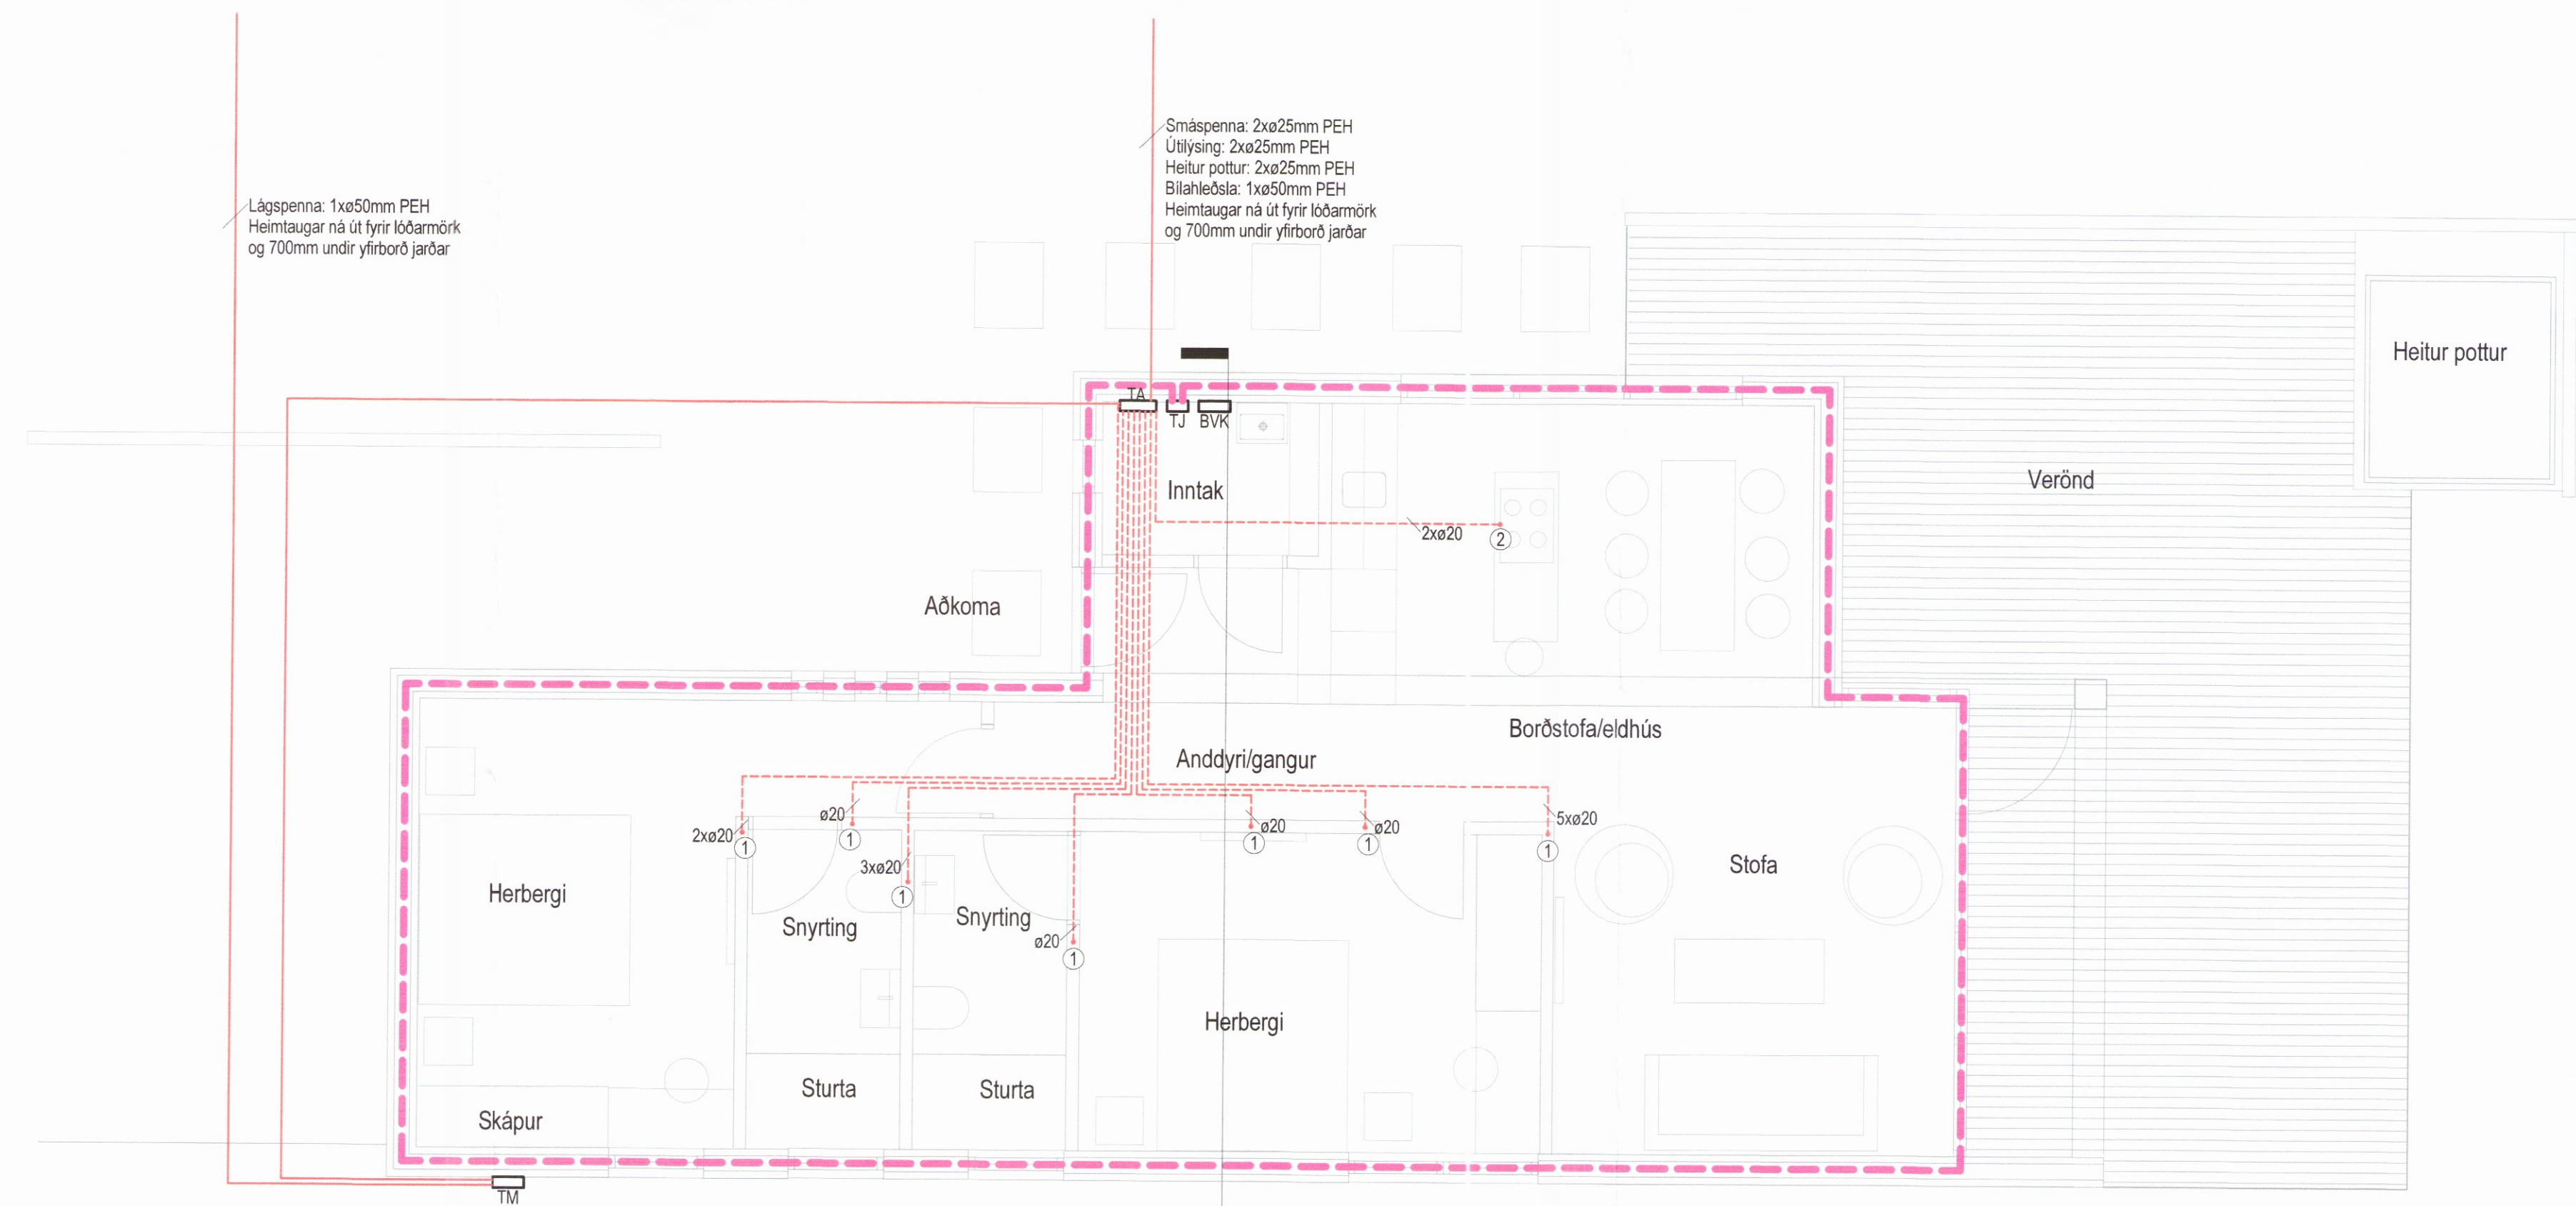 Smáspenna: 2xø25mm PEH
Útilýsing: 2xø25mm PEH
Heitur pottur: 2xø25mm PEH
Bílahleðsla: 1xø50mm PEH
Heimtaugar ná út fyrir lóðarmörk
og 700mm undir yfirborð jarðar
Lágspenna: 1xø50mm PEH
Heimtaugar ná út fyrir lóðarmörk
og 700mm undir yfirborð jarðar
Heitur pottur
TA
TJ
BVK
Inntak
Verönd
2xø20
2
Aðkoma
Borðstofa/eldhús
Anddyri/gangur
2xø20
1
ø20
1
3xø20
1
ø20
1
ø20
1
ø20
1
5xø20
1
Stofa
Herbergi
Snyrting
Snyrting
Herbergi
Sturta
Sturta
Skápur
TM